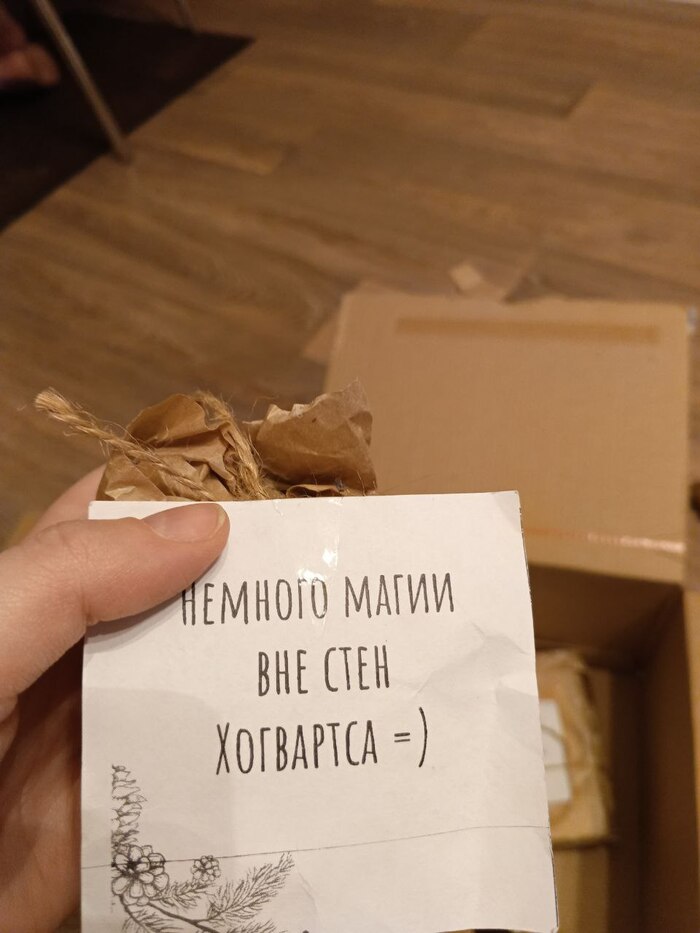 Немного магии
вне стен
Хогвартса =)